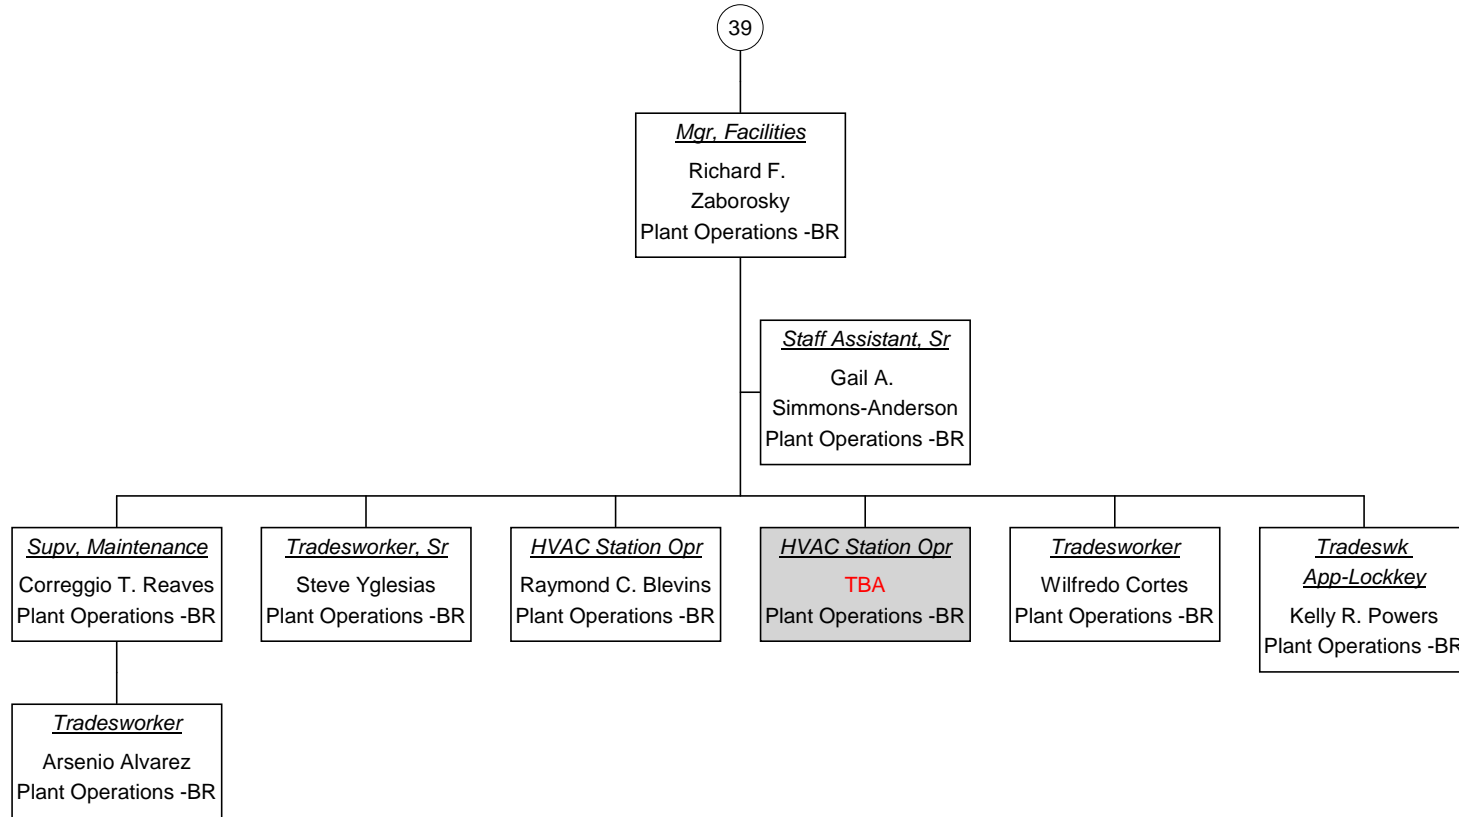 39
Mgr, Facilities
Richard F.
Zaborosky
Plant Operations -BR
Staff Assistant, Sr
Gail A.
Simmons-Anderson
Plant Operations -BR
Supv, Maintenance
Correggio T. Reaves
Plant Operations -BR
Tradesworker, Sr
Steve Yglesias
Plant Operations -BR
HVAC Station Opr
Raymond C. Blevins
Plant Operations -BR
HVAC Station Opr
TBA
Plant Operations -BR
Tradesworker
Wilfredo Cortes
Plant Operations -BR
Tradeswk
App-Lockkey
Kelly R. Powers
Plant Operations -BR
Tradesworker
Arsenio Alvarez
Plant Operations -BR